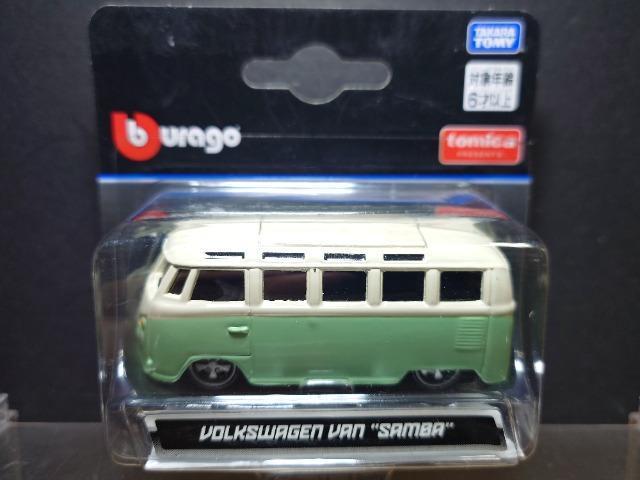 TAKARA
TOMY
対象年齢
6才以上
burago
tomica
PRESENTS
VOLKSWAGEN VAN "SAMBA"